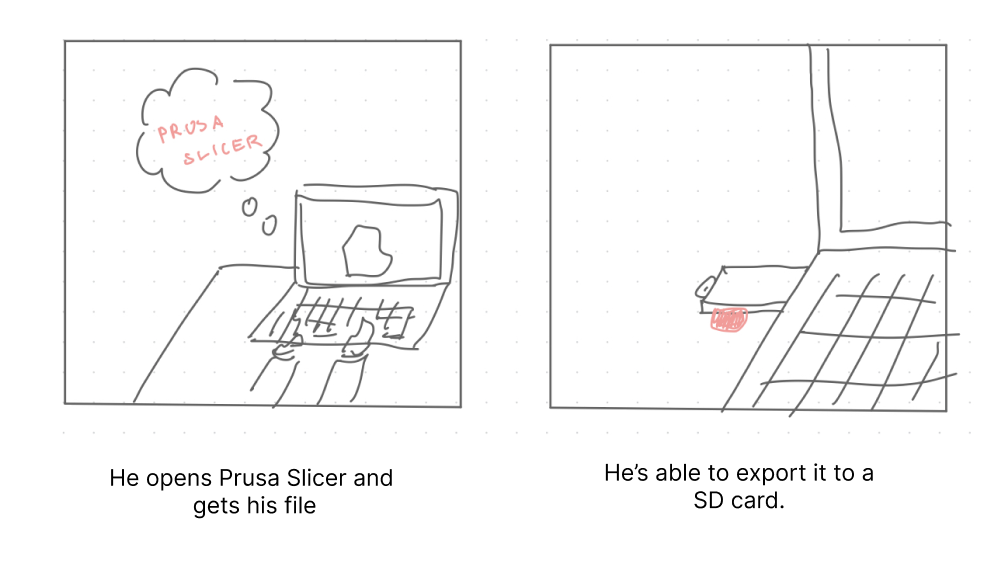 PRUSA
SLICER
He opens Prusa Slicer and
gets his file
He’s able to export it to a
SD card.